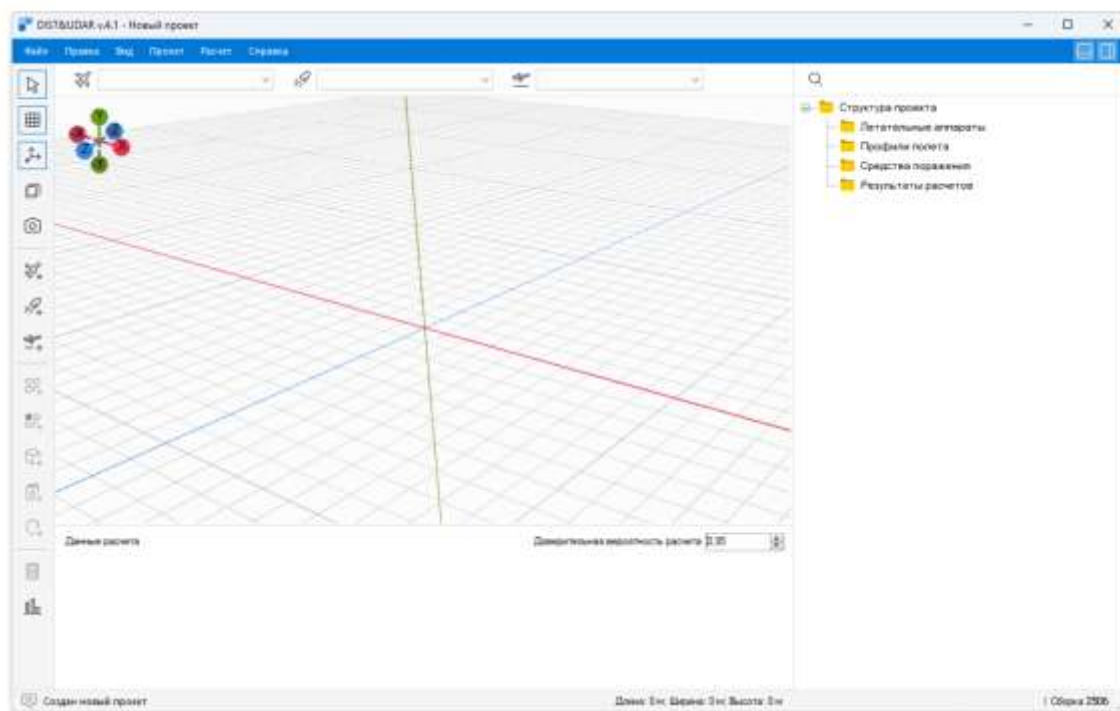 DIST&UDAR v.4.1 - Новый проект
Файл Правка Вид Проект Расчет Справка
Структура проекта
Летательные аппараты
Профили полета
Средства поражения
Результаты расчетов
Данные расчета
Доверительная вероятность расчета 0.95
Создан новый проект
Длина: 0 м Ширина: 0 м Высота: 0 м
| Сборка 2506